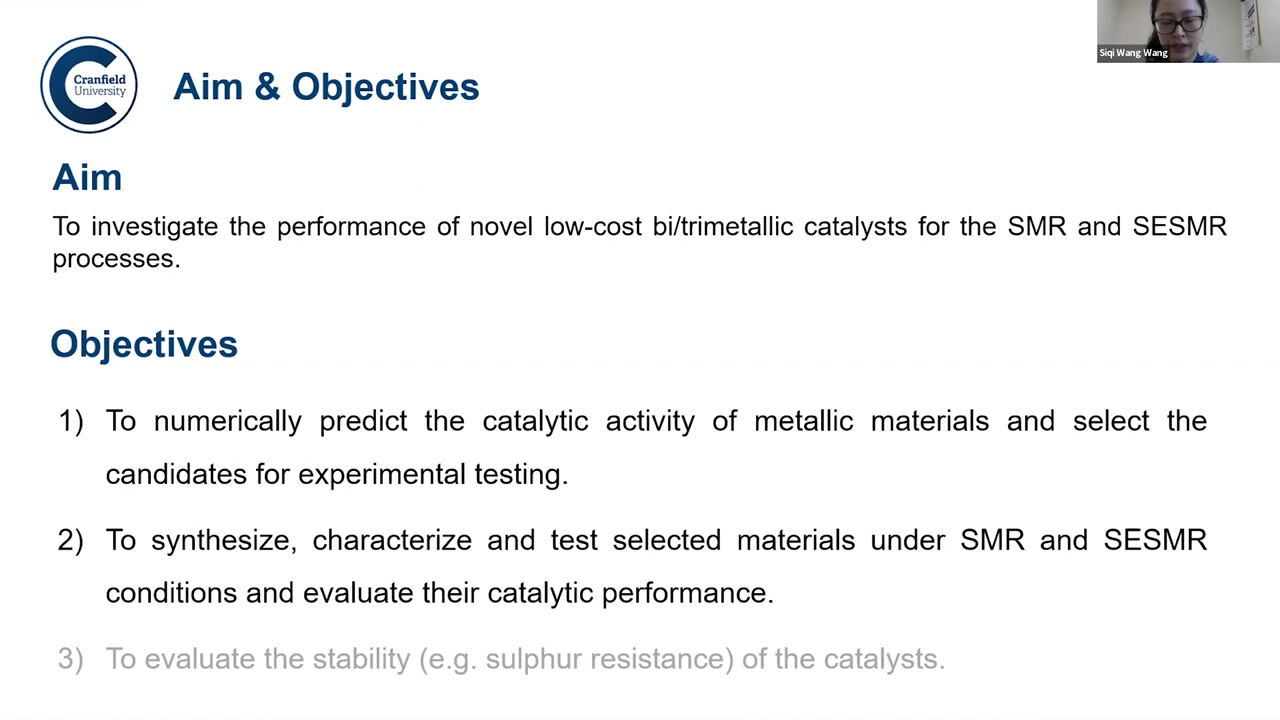 Siqi Wang Wang
Cranfield
University
Aim & Objectives
Aim
To investigate the performance of novel low-cost bi/trimetallic catalysts for the SMR and SESMR
processes.
Objectives
1) To numerically predict the catalytic activity of metallic materials and select the
candidates for experimental testing.
2) To synthesize, characterize and test selected materials under SMR and SESMR
conditions and evaluate their catalytic performance.
3) To evaluate the stability (e.g. sulphur resistance) of the catalysts.